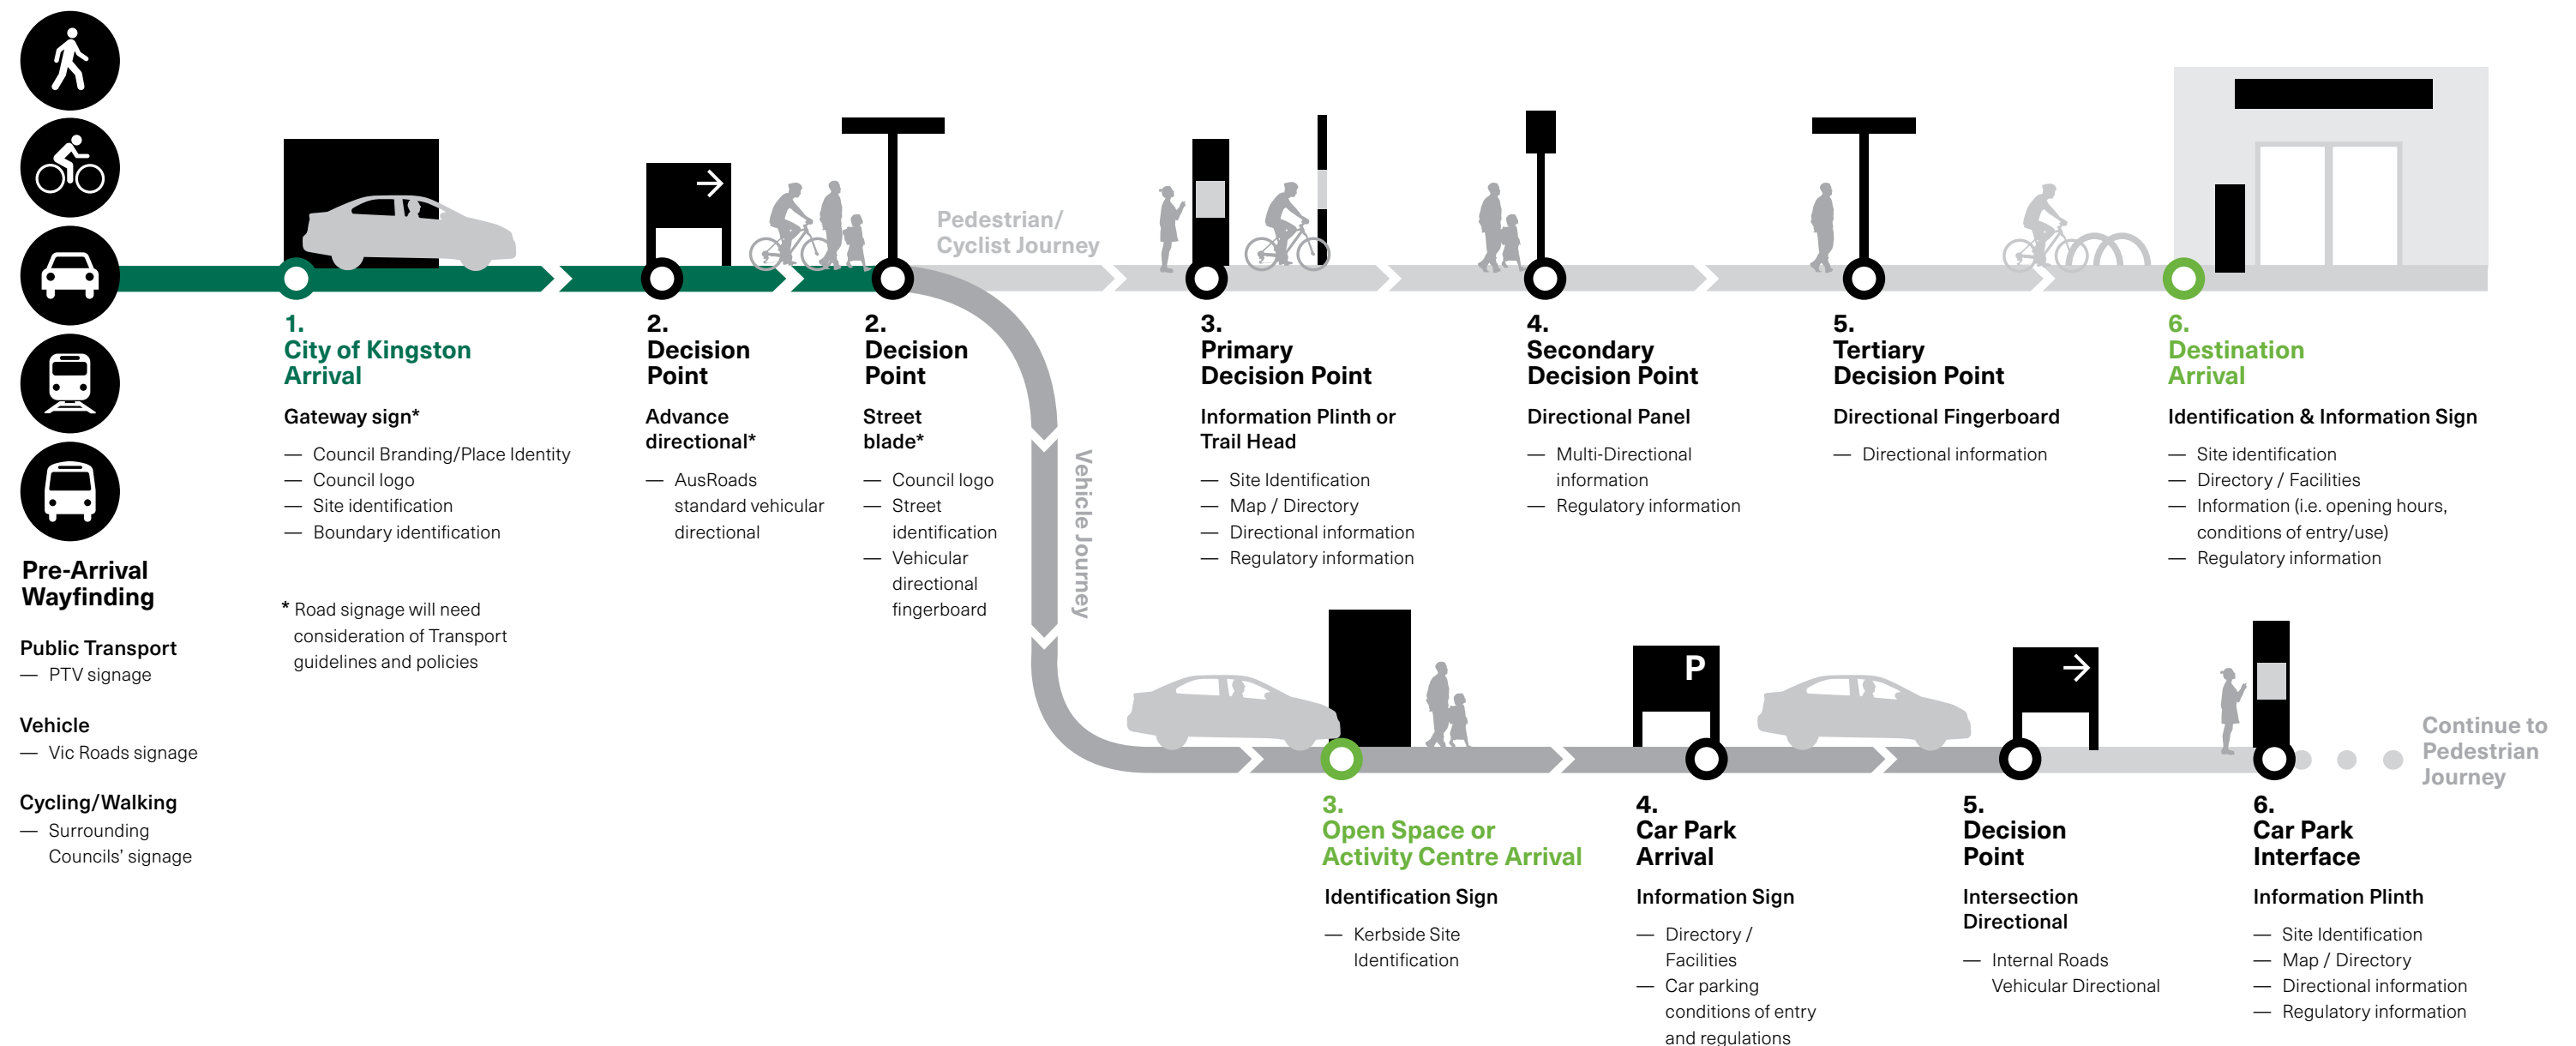 Pre-Arrival
Wayfinding
Public Transport
— PTV signage
Vehicle
— Vic Roads signage
Cycling/Walking
— Surrounding
Councils’ signage
1.
City of Kingston
Arrival
Gateway sign*
— Council Branding/Place Identity
— Council logo
— Site identification
— Boundary identification
* Road signage will need
consideration of Transport
guidelines and policies
2.
Decision
Point
Advance
directional*
— AusRoads
standard vehicular
directional
2.
Decision
Point
Street
blade*
— Council logo
— Street
identification
— Vehicular
directional
fingerboard
Pedestrian/
Cyclist Journey
3.
Primary
Decision Point
Information Plinth or
Trail Head
— Site Identification
— Map / Directory
— Directional information
— Regulatory information
4.
Secondary
Decision Point
Directional Panel
— Multi-Directional
information
— Regulatory information
5.
Tertiary
Decision Point
Directional Fingerboard
— Directional information
6.
Destination
Arrival
Identification & Information Sign
— Site identification
— Directory / Facilities
— Information (i.e. opening hours,
conditions of entry/use)
— Regulatory information
Vehicle Journey
3.
Open Space or
Activity Centre Arrival
Identification Sign
— Kerbside Site
Identification
P
4.
Car Park
Arrival
Information Sign
— Directory /
Facilities
— Car parking
conditions of entry
and regulations
5.
Decision
Point
Intersection
Directional
— Internal Roads
Vehicular Directional
6.
Car Park
Interface
Information Plinth
— Site Identification
— Map / Directory
— Directional information
— Regulatory information
Continue to
Pedestrian
Journey